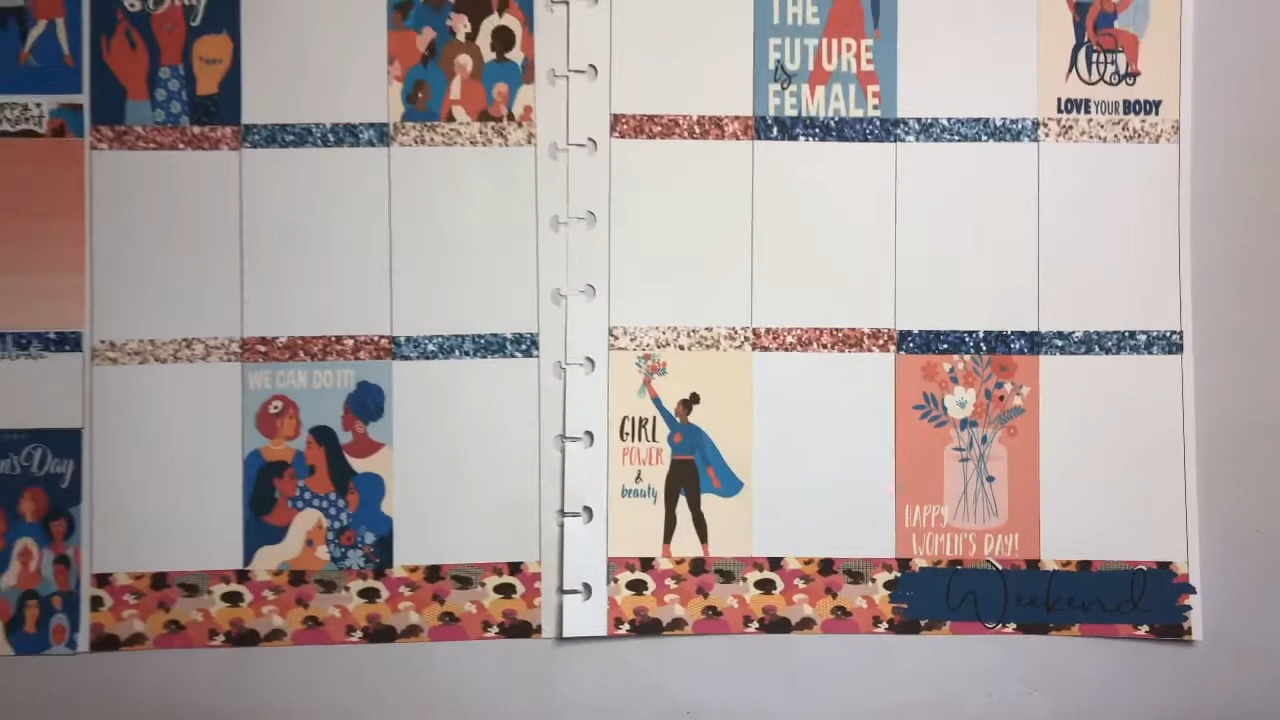 Day
THE
FUTURE
is
FEMALE
LOVE YOUR BODY
WE CAN DO IT!
GIRL
POWER
&
beauty
n's Day
HAPPY
WOMEN'S DAY!
Weekend